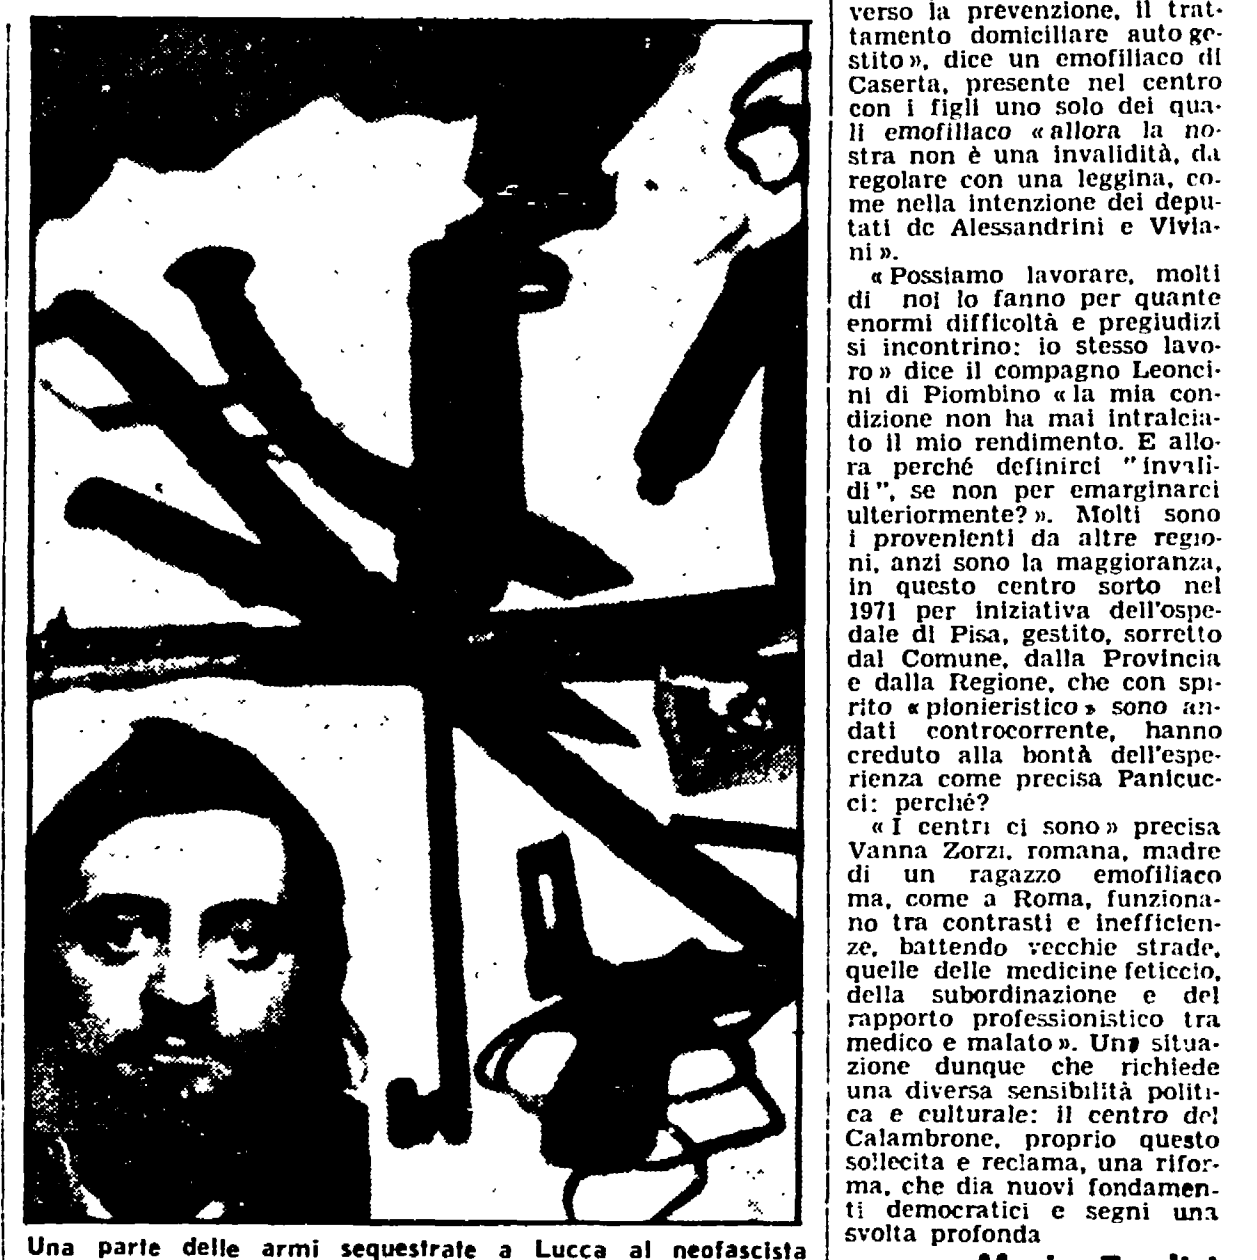 verso la prevenzione, il trat-
tamento domiciliare autoge-
stito», dice un emofiliaco di
Caserta, presente nel centro
con i figli uno solo dei qua-
li emofiliaco «allora la no-
stra non è una invalidità, da
regolare con una leggina, co-
me nella intenzione dei depu-
tati dc Alessandrini e Vivia-
ni».
«Possiamo lavorare, molti
di noi lo fanno per quante
enormi difficoltà e pregiudizi
si incontrino: io stesso lavo-
ro» dice il compagno Leonci-
ni di Piombino «la mia con-
dizione non ha mai intralcia-
to il mio rendimento. E allo-
ra perché definirci "invali-
di", se non per emarginarci
ulteriormente?». Molti sono
i provenienti da altre regio-
ni, anzi sono la maggioranza,
in questo centro sorto nel
1971 per iniziativa dell'ospe-
dale di Pisa, gestito, sorretto
dal Comune, dalla Provincia
e dalla Regione, che con spi-
rito «pionieristico» sono an-
dati controcorrente, hanno
creduto alla bontà dell'espe-
rienza come precisa Panicuc-
ci: perché?
«I centri ci sono» precisa
Vanna Zorzi, romana, madre
di un ragazzo emofiliaco
ma, come a Roma, funziona-
no tra contrasti e inefficien-
ze, battendo vecchie strade,
quelle delle medicine feticcio,
della subordinazione e del
rapporto professionistico tra
medico e malato». Una situa-
zione dunque che richiede
una diversa sensibilità politi-
ca e culturale: il centro del
Calambrone, proprio questo
sollecita e reclama, una rifor-
ma, che dia nuovi fondamen-
ti democratici e segni una
svolta profonda
Una parte delle armi sequestrate a Lucca al neofascista